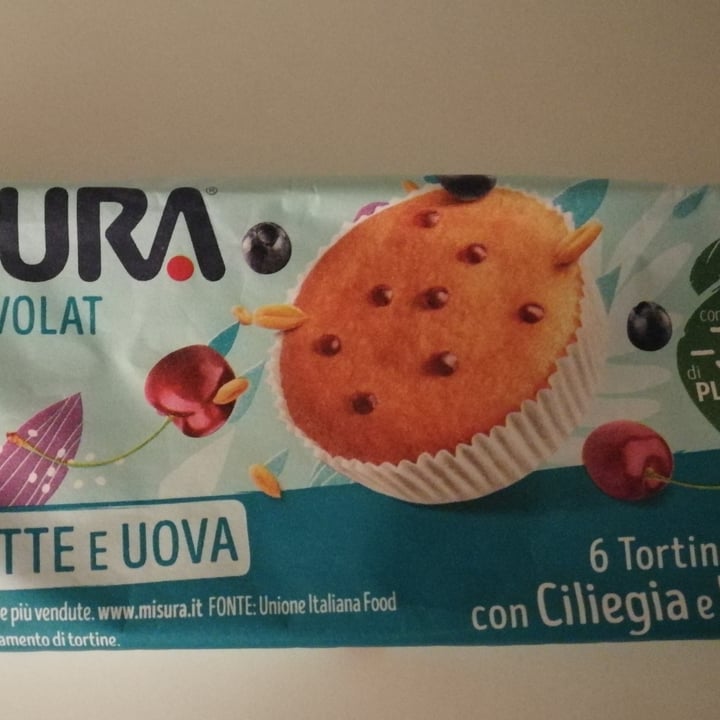 URA®
VOLAT
con
di
PL
TTE E UOVA
6 Tortin
con Ciliegia e
e più vendute. www.misura.it FONTE: Unione Italiana Food
amento di tortine.